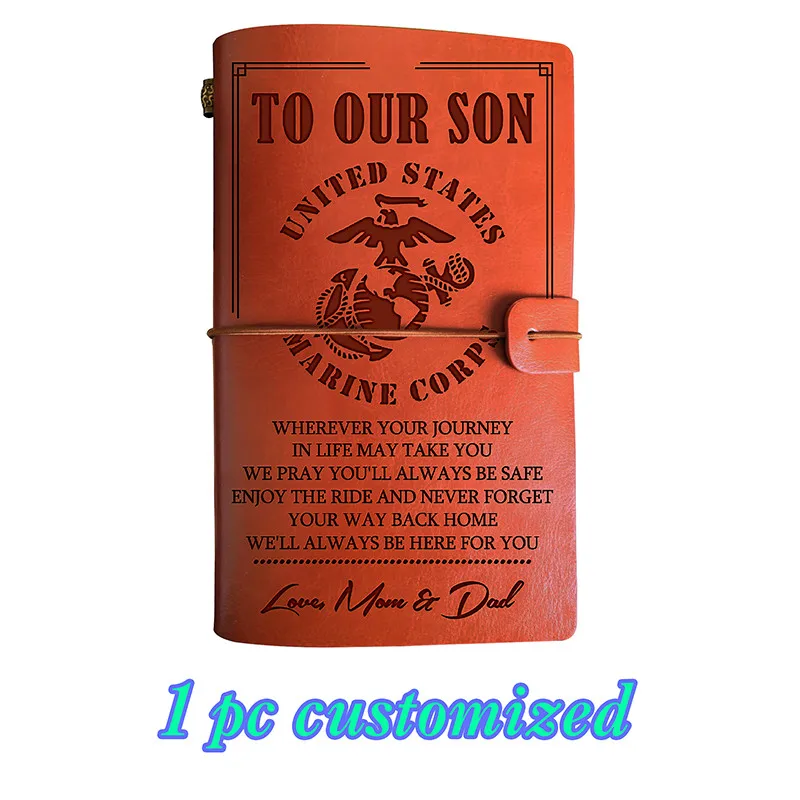 TO OUR SON
UNITED STATES
MARINE CORPS
WHEREVER YOUR JOURNEY
IN LIFE MAY TAKE YOU
WE PRAY YOU'LL ALWAYS BE SAFE
ENJOY THE RIDE AND NEVER FORGET
YOUR WAY BACK HOME
WE'LL ALWAYS BE HERE FOR YOU
Love, Mom & Dad
1 pc customized